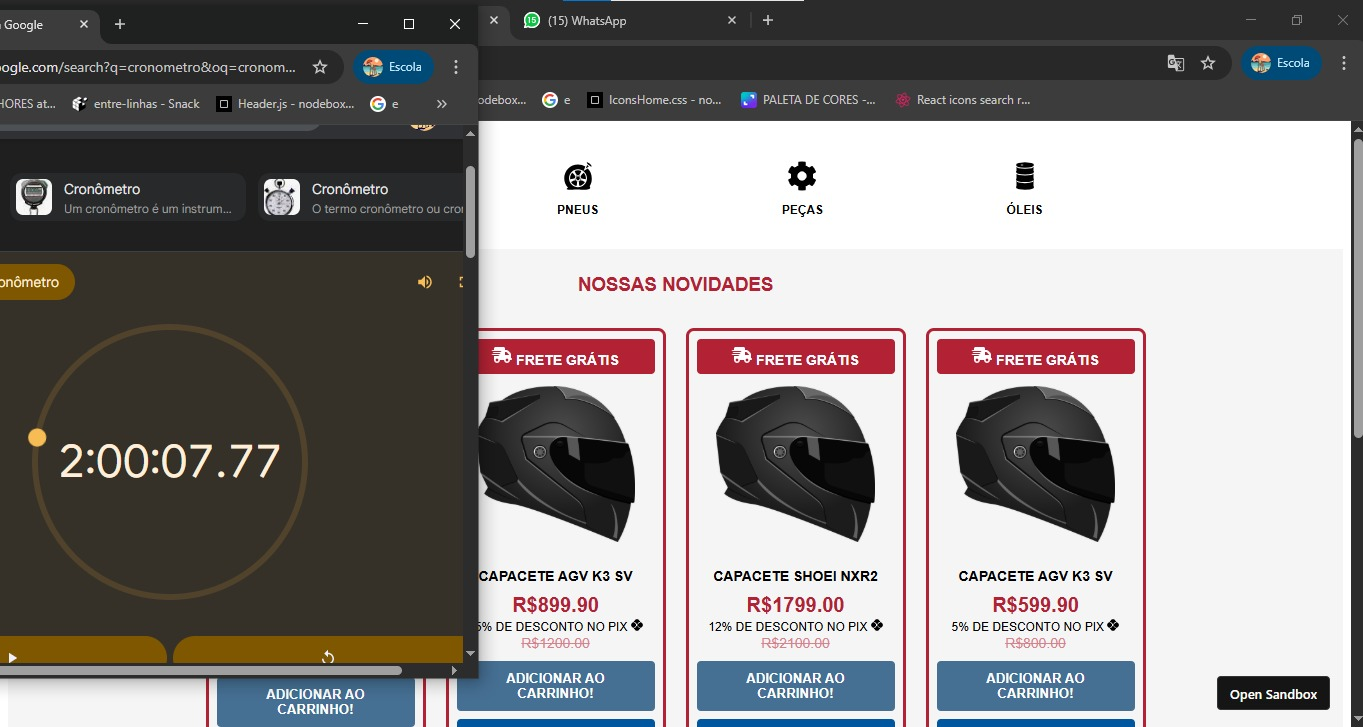 Google
(15) WhatsApp
oogle.com/search?q=cronometro&oq=cronom...
Escola
Escola
HORES at...
entre-linhas - Snack
Header.js - nodebox...
e
»
odebox...
e
IconsHome.css - no...
PALETA DE CORES -...
React icons search r...
Cronômetro
Um cronômetro é um instrum...
Cronômetro
O termo cronômetro ou cron
PNEUS
PEÇAS
ÓLEIS
onômetro
NOSSAS NOVIDADES
FRETE GRÁTIS
FRETE GRÁTIS
FRETE GRÁTIS
2:00:07.77
CAPACETE AGV K3 SV
CAPACETE SHOEI NXR2
CAPACETE AGV K3 SV
R$899.90
R$1799.00
R$599.90
5% DE DESCONTO NO PIX
12% DE DESCONTO NO PIX
5% DE DESCONTO NO PIX
R$1200.00
R$2100.00
R$800.00
ADICIONAR AO
CARRINHO!
ADICIONAR AO
CARRINHO!
ADICIONAR AO
CARRINHO!
ADICIONAR AO
CARRINHO!
Open Sandbox